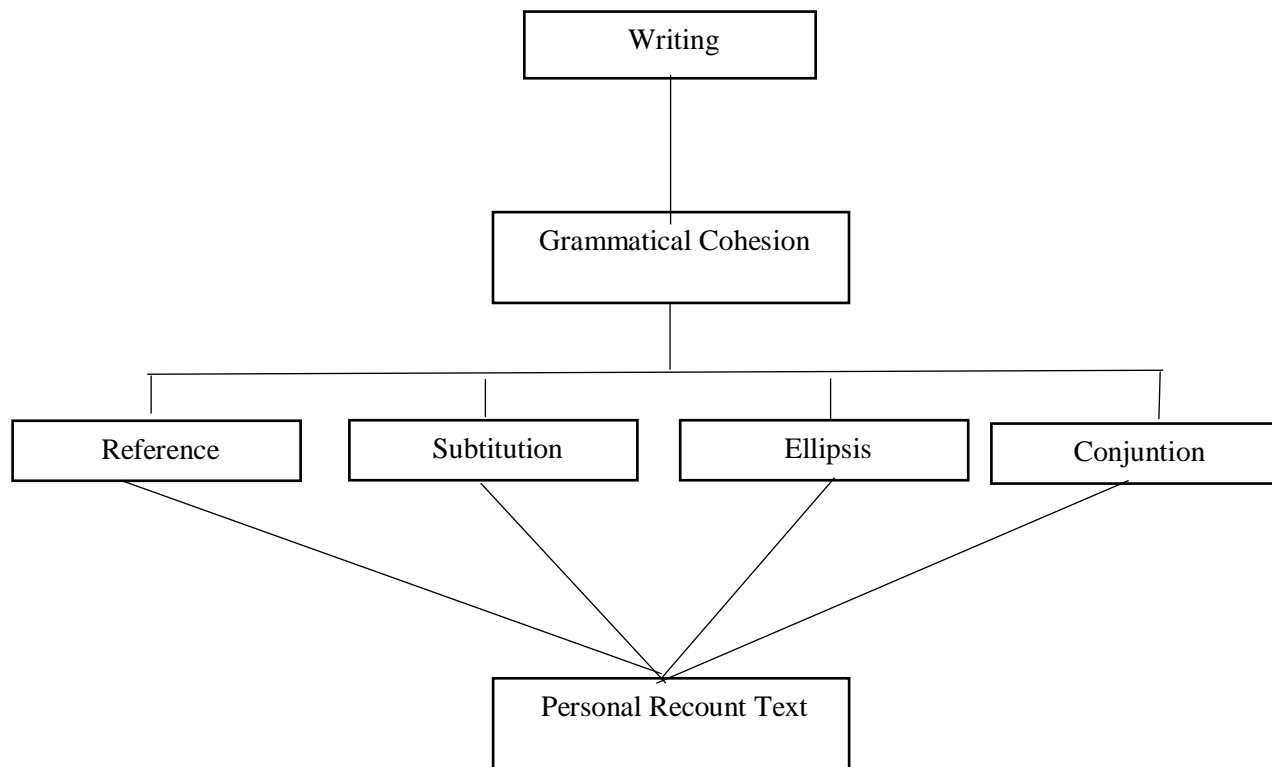 Writing
Grammatical Cohesion
Reference
Subtitution
Ellipsis
Conjuntion
Personal Recount Text